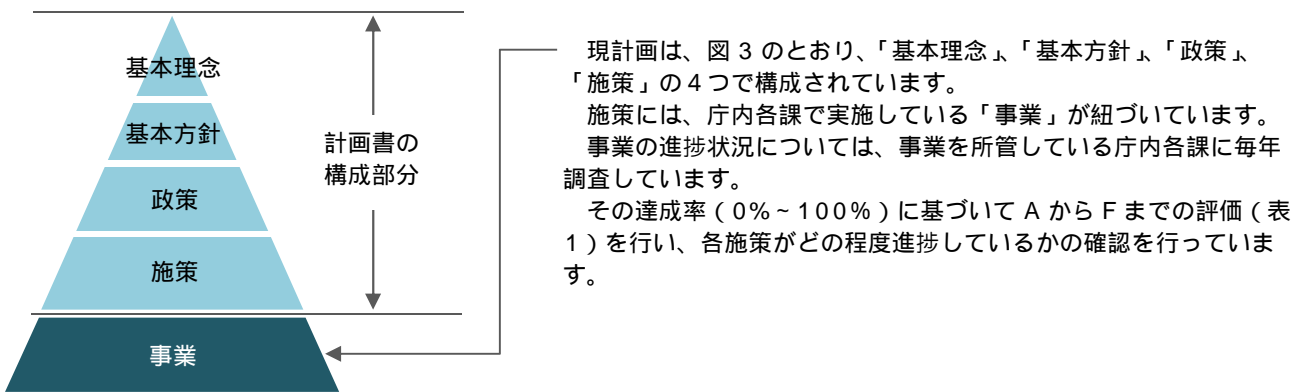 基本理念
基本方針
政策
施策
事業
計画書の
構成部分
　現計画は、図３のとおり、「基本理念」、「基本方針」、「政策」、
「施策」の４つで構成されています。
　施策には、庁内各課で実施している「事業」が紐づいています。
　事業の進捗状況については、事業を所管している庁内各課に毎年
調査しています。
　その達成率（０％～１００％）に基づいて A から F までの評価（表
１）を行い、各施策がどの程度進捗しているかの確認を行っていま
す。